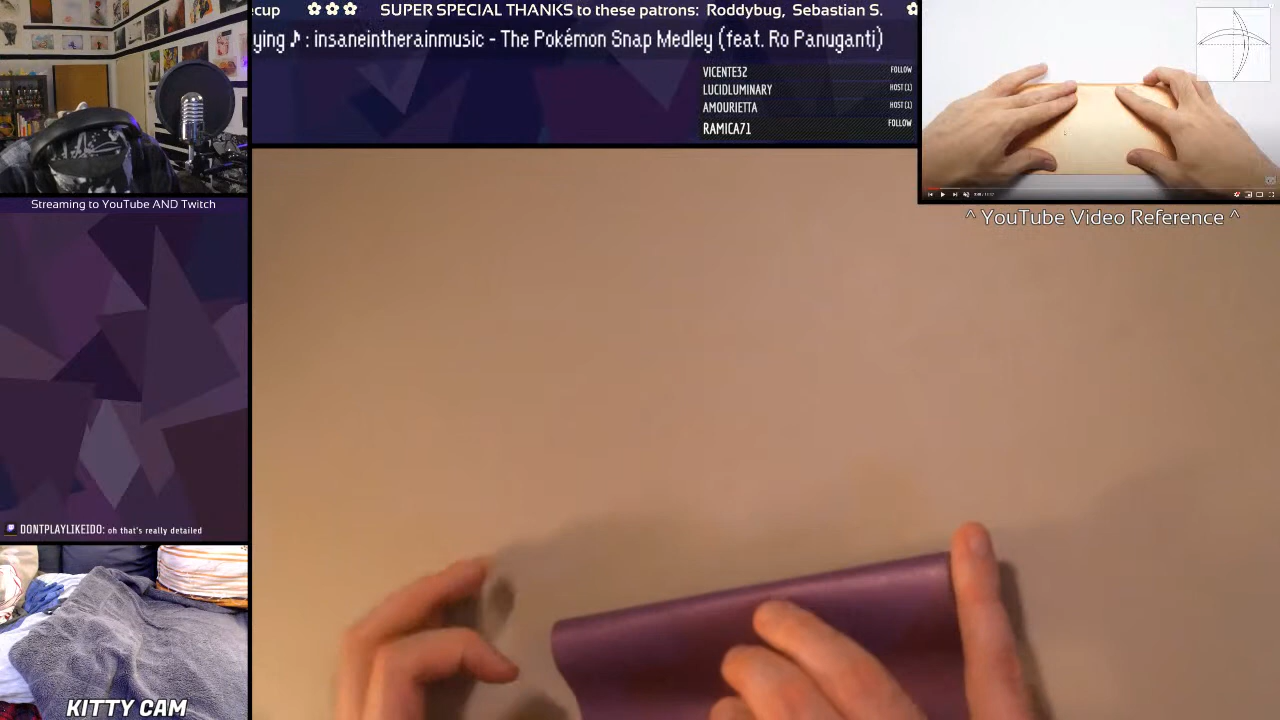 ecup ✿✿✿ SUPER SPECIAL THANKS to these patrons: Roddybug, Sebastian S. ✿
ying ♪ : insaneintherainmusic - The Pokémon Snap Medley (feat. Ro Panuganti)
VICENTE32 FOLLOW
LUCIDLUMINARY HOST(1)
AMOURIETTA HOST(1)
RAMICA71 FOLLOW
Streaming to YouTube AND Twitch
^ YouTube Video Reference ^
DONTPLAYLIKEIDO: oh that's really detailed
KITTY CAM